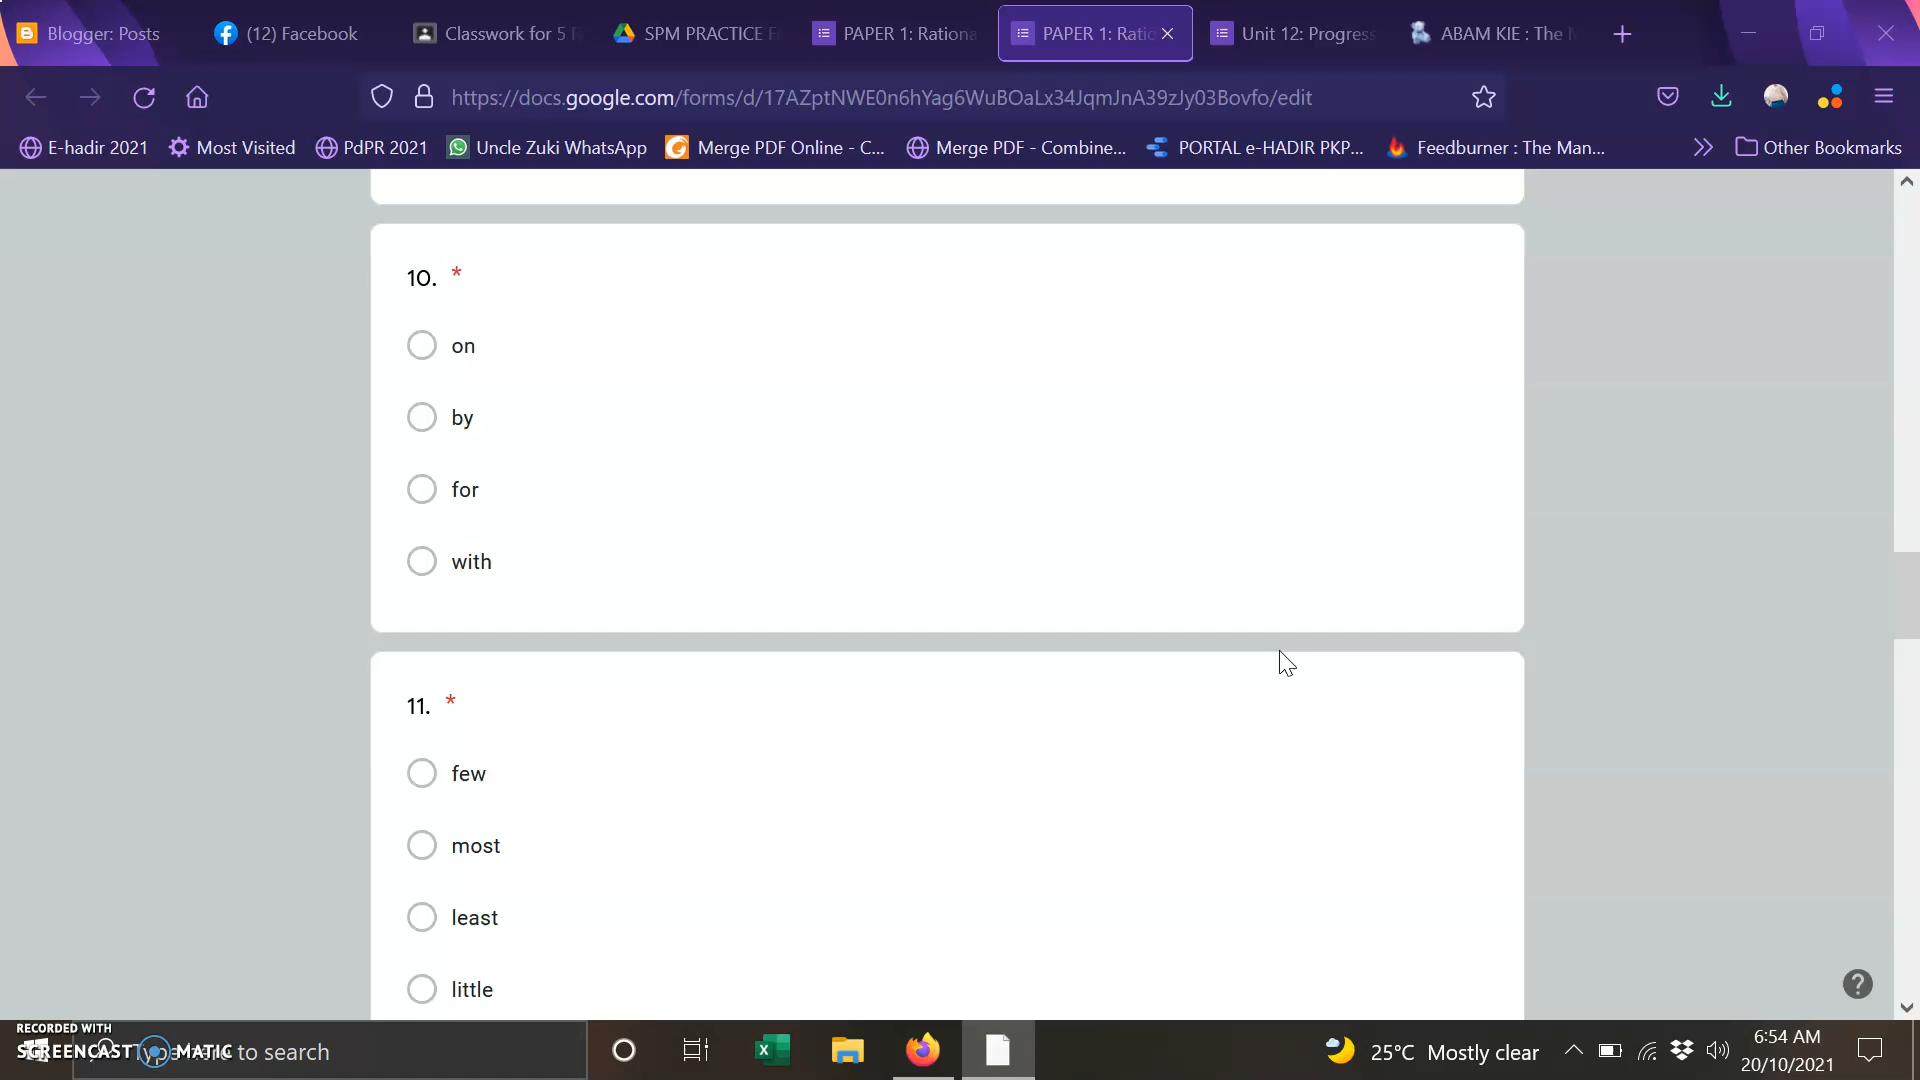 Blogger: Posts
(12) Facebook
Classwork for 5
SPM PRACTICE
PAPER 1: Rationa
PAPER 1: Ratio
Unit 12: Progress
ABAM KIE : The
https://docs.google.com/forms/d/17AZptNWE0n6hYag6WuBOaLx34JqmJnA39zJy03Bovfo/edit
E-hadir 2021
Most Visited
PdPR 2021
Uncle Zuki WhatsApp
Merge PDF Online - C...
Merge PDF - Combine...
PORTAL e-HADIR PKP...
Feedburner : The Man...
Other Bookmarks
10. *
on
by
for
with
11. *
few
most
least
little
RECORDED WITH
SCREENCAST MATIC
to search
25°C Mostly clear
6:54 AM
20/10/2021